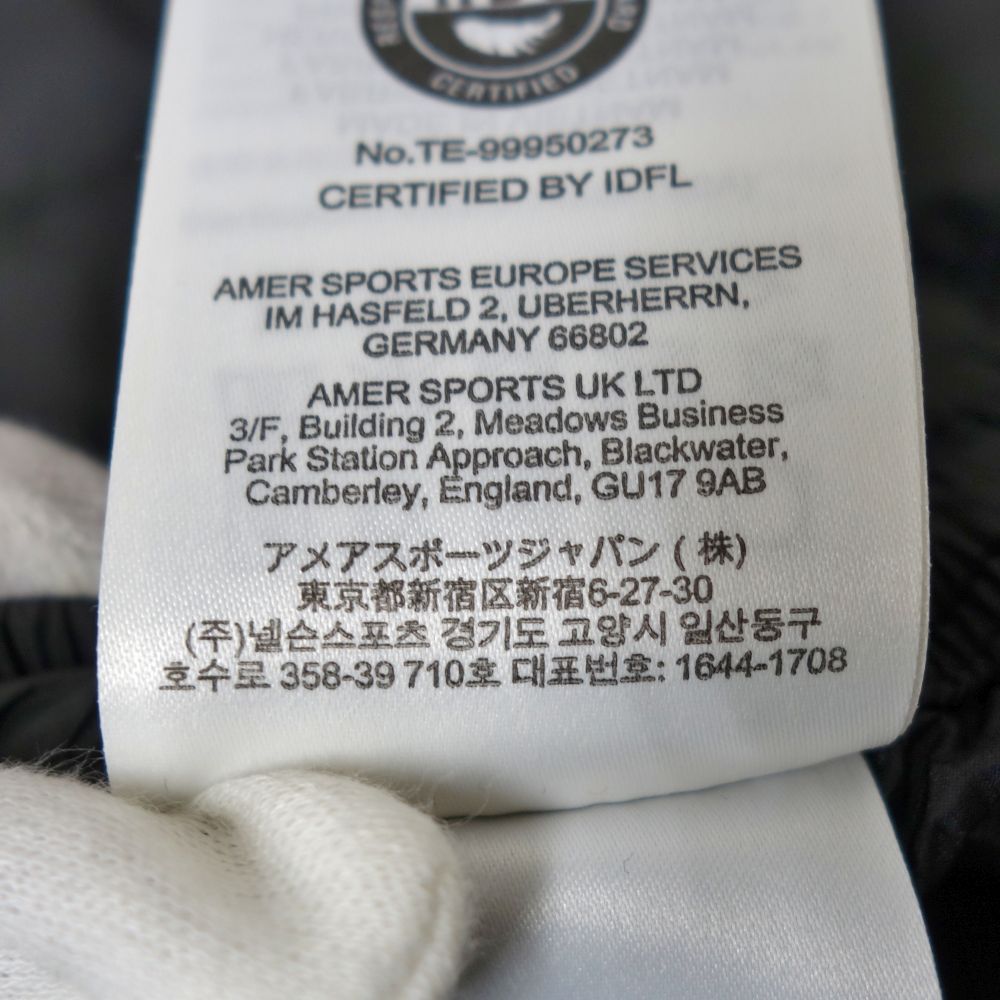 CERTIFIED
No.TE-99950273
CERTIFIED BY IDFL
AMER SPORTS EUROPE SERVICES
IM HASFELD 2, UBERHERRN,
GERMANY 66802
AMER SPORTS UK LTD
3/F, Building 2, Meadows Business
Park Station Approach, Blackwater,
Camberley, England, GU17 9AB
アメアスポーツジャパン ( 株)
東京都新宿区新宿6-27-30
(주)넬슨스포츠 경기도 고양시 일산동구
호수로 358-39 710호 대표번호: 1644-1708